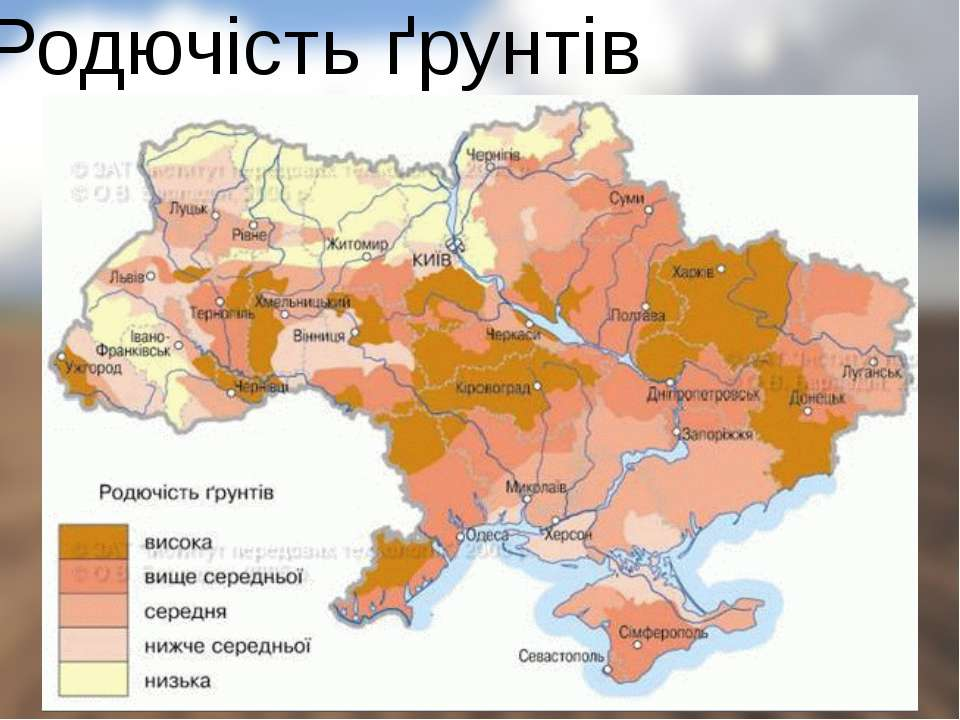 Родючість ґрунтів
Чернігів
Суми
Луцьк
Рівне
Житомир
КИЇВ
Харків
Львів
Тернопіль
Хмельницький
Вінниця
Черкаси
Полтава
Івано-
Франківськ
Ужгород
Чернівці
Кіровоград
Дніпропетровськ
Луганськ
Донецьк
Запоріжжя
Миколаїв
Одеса
Херсон
Сімферополь
Севастополь
Родючість ґрунтів
висока
вище середньої
середня
нижче середньої
низька